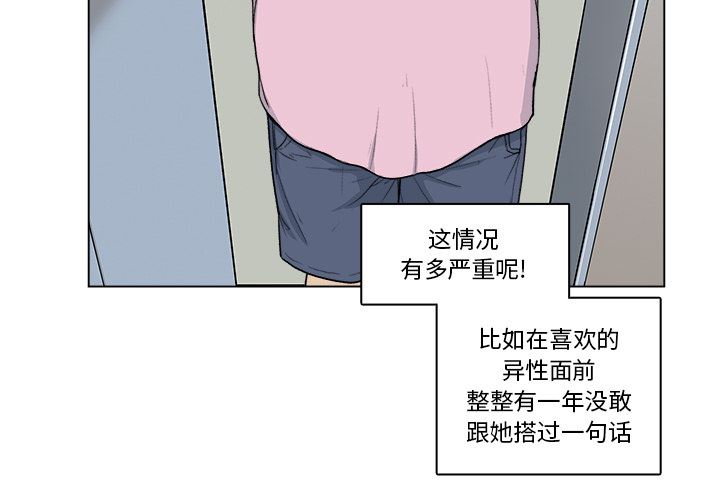 这情况
有多严重呢!
比如在喜欢的
异性面前
整整有一年没敢
跟她搭过一句话